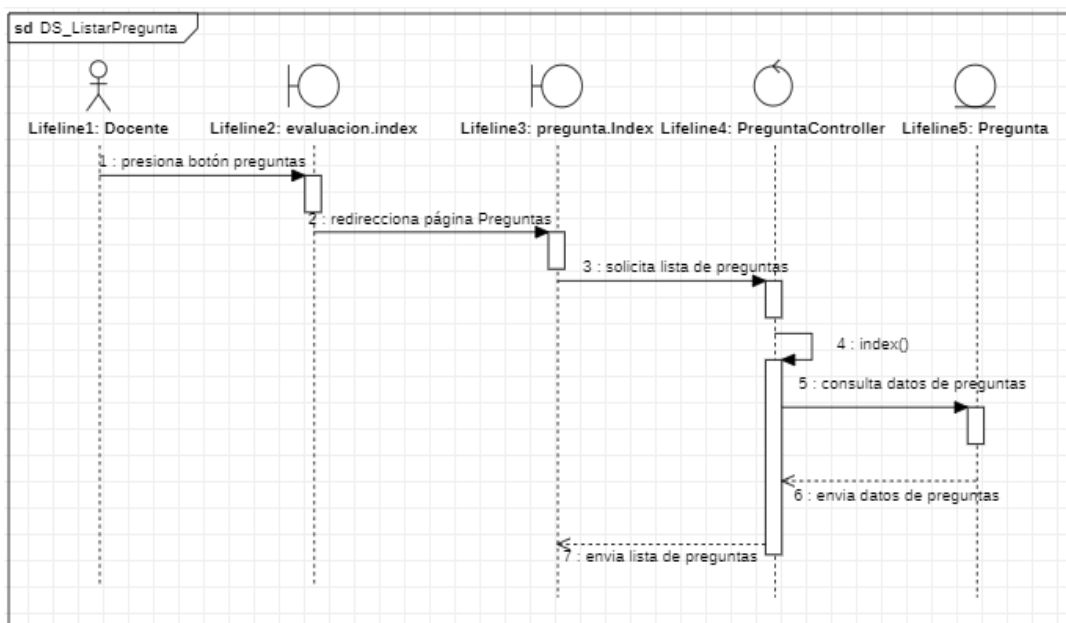 sd DS_ListarPregunta
Lifeline1: Docente
Lifeline2: evaluacion.index
Lifeline3: pregunta.Index
Lifeline4: PreguntaController
Lifeline5: Pregunta
1 : presiona botón preguntas
2 : redirecciona página Preguntas
3 : solicita lista de preguntas
4 : index()
5 : consulta datos de preguntas
6 : envia datos de preguntas
7 : envia lista de preguntas